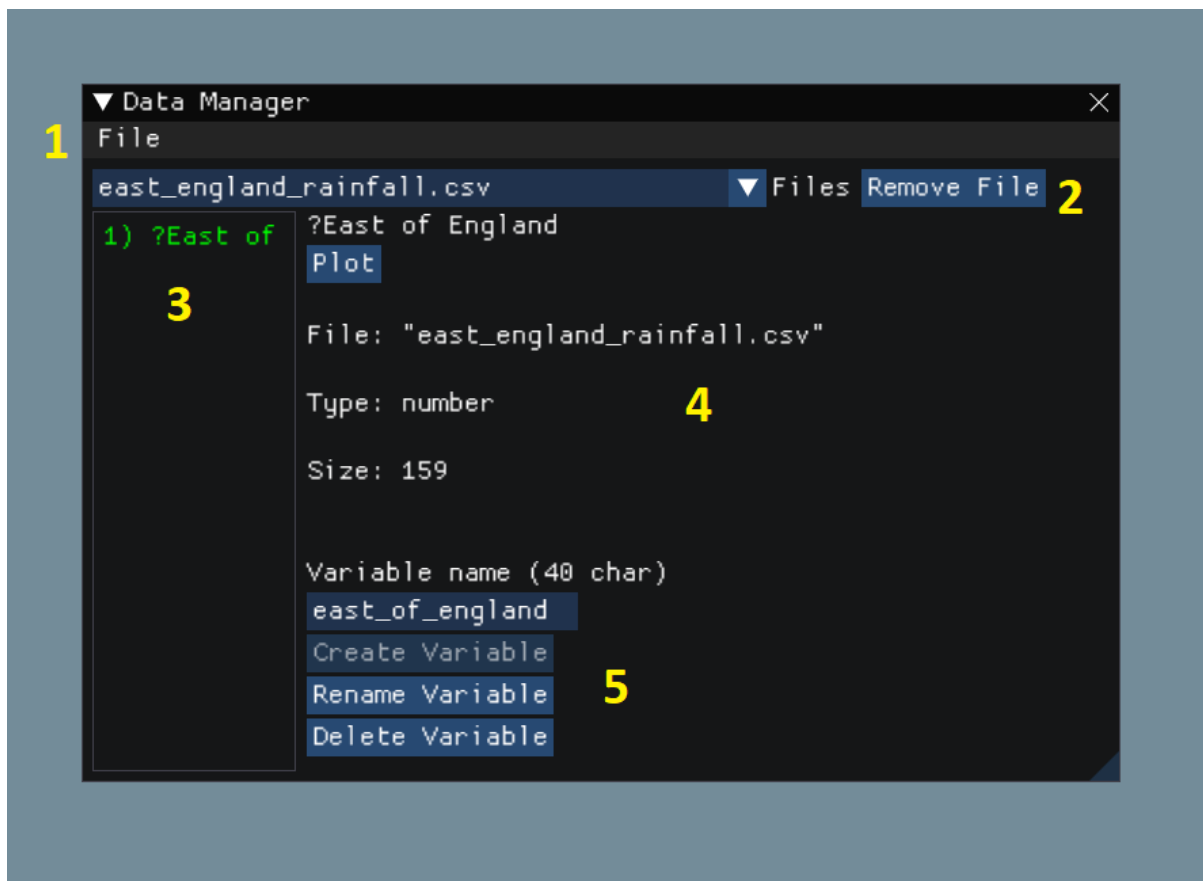 Data Manager
1
File
east_england_rainfall.csv Files Remove File
2
1) ?East of
3
?East of England
Plot
File: "east_england_rainfall.csv"
Type: number
4
Size: 159
Variable name (40 char)
east_of_england
Create Variable
Rename Variable
5
Delete Variable